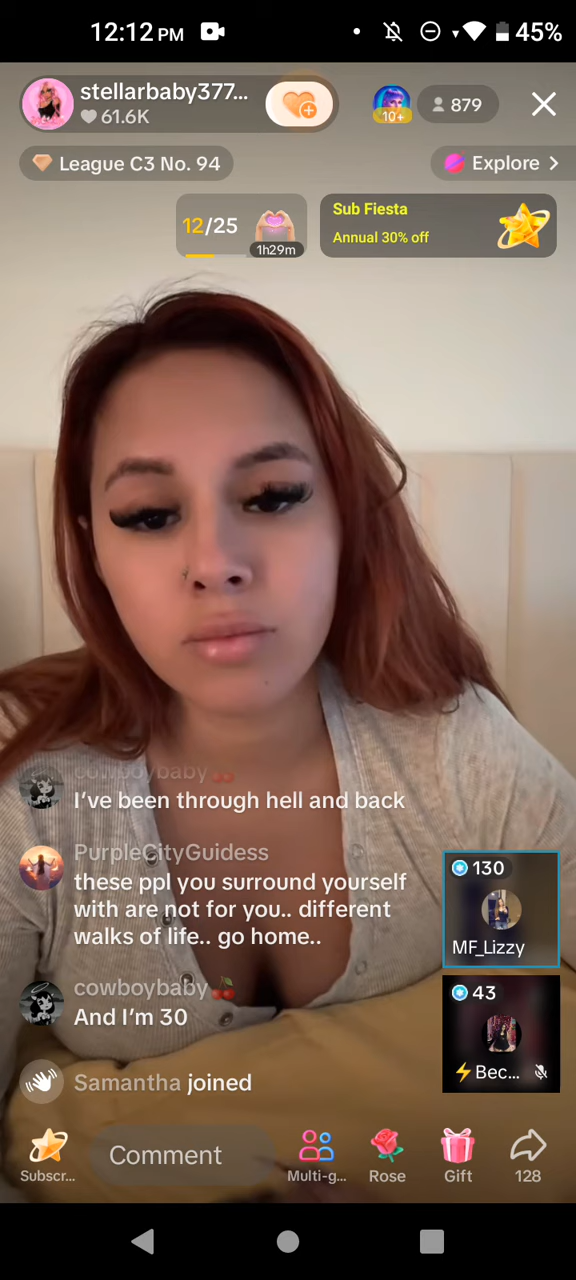 12:12 PM
45%
stellarbaby377...
61.6K
10+
879
League C3 No. 94
Explore
12/25
1h29m
Sub Fiesta
Annual 30% off
cowboybaby🍒
I've been through hell and back
PurpleCityGuidess
these ppl you surround yourself
with are not for you.. different
walks of life.. go home..
130
MF_Lizzy
cowboybaby🍒
And I'm 30
43
⚡Bec...
Samantha joined
Subscr...
Comment
Multi-g...
Rose
Gift
128